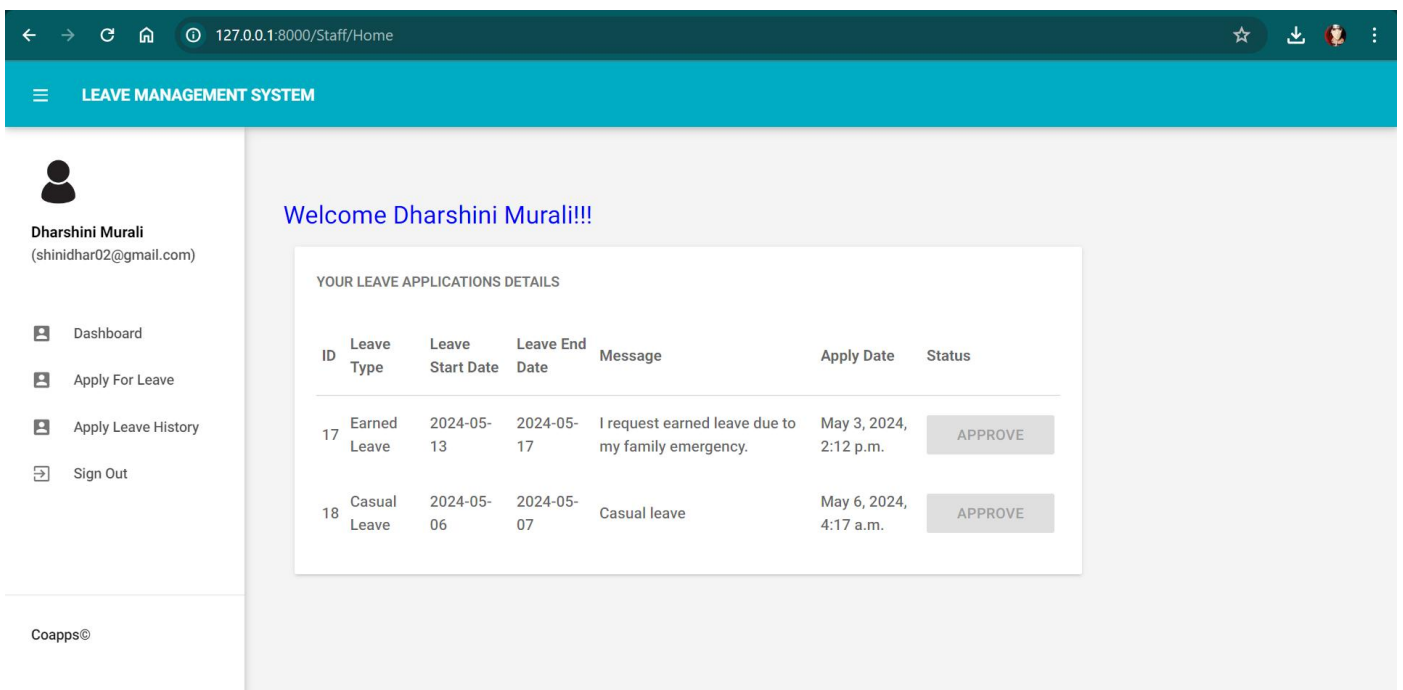 127.0.0.1:8000/Staff/Home
LEAVE MANAGEMENT SYSTEM
Dharshini Murali
(shinidhar02@gmail.com)
Dashboard
Apply For Leave
Apply Leave History
Sign Out
Coapps©
Welcome Dharshini Murali!!!
YOUR LEAVE APPLICATIONS DETAILS
ID Leave Leave Leave End Message Apply Date Status
Type Start Date Date
17 Earned 2024-05- 2024-05- I request earned leave due to May 3, 2024, APPROVE
Leave 13 17 my family emergency. 2:12 p.m.
18 Casual 2024-05- 2024-05- Casual leave May 6, 2024, APPROVE
Leave 06 07 4:17 a.m.